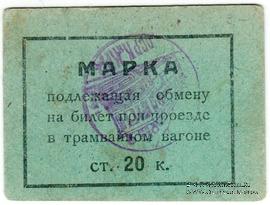 МАРКА
подлежащая обмену
на билет при проезде
в трамвайном вагоне
ст. 20 к.